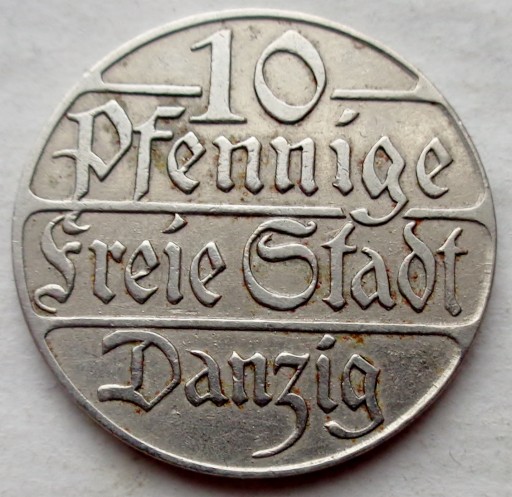 10
Pfennige
Freie Stadt
Danzig